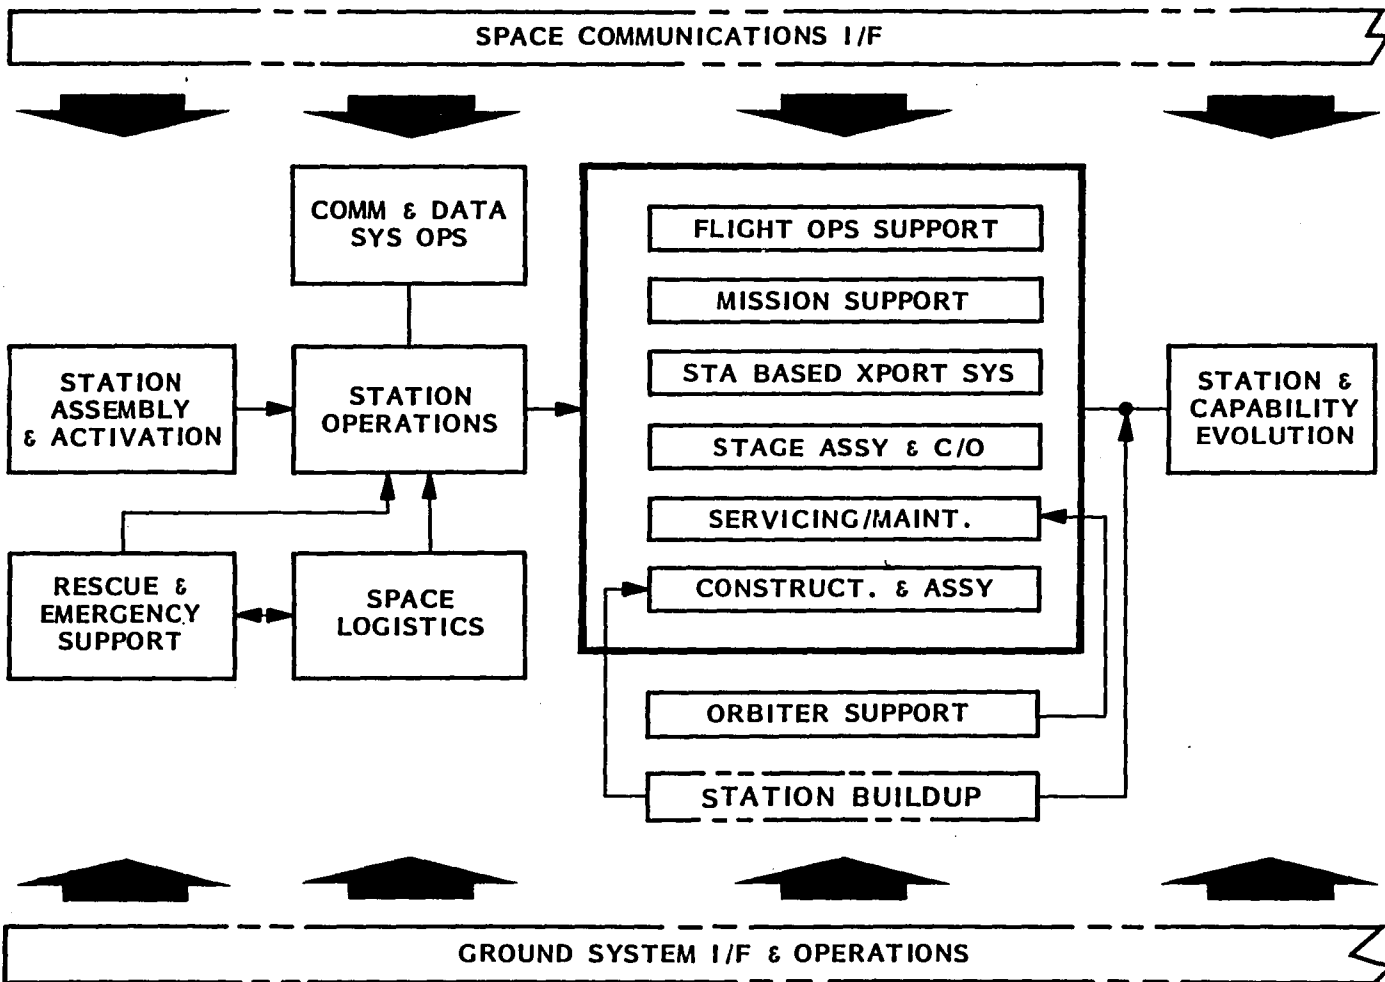 SPACE COMMUNICATIONS I/F
COMM & DATA
SYS OPS
STATION
ASSEMBLY
& ACTIVATION
STATION
OPERATIONS
RESCUE &
EMERGENCY
SUPPORT
SPACE
LOGISTICS
FLIGHT OPS SUPPORT
MISSION SUPPORT
STA BASED XPORT SYS
STAGE ASSY & C/O
SERVICING/MAINT.
CONSTRUCT. & ASSY
ORBITER SUPPORT
STATION BUILDUP
STATION &
CAPABILITY
EVOLUTION
GROUND SYSTEM I/F & OPERATIONS